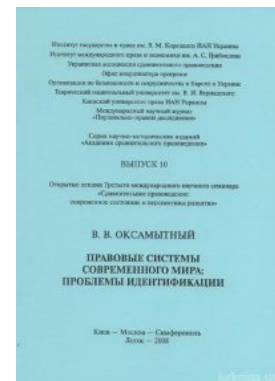 Институт государства и права им. В. М. Корецкого НАН Украины
Институт международного права и экономики им. А. С. Грибоедова
Украинская ассоциация сравнительного правоведения
Офис координатора проектов
Организации по безопасности и сотрудничеству в Европе в Украине
Таврический национальный университет им. В. И. Вернадского
Киевский университет права НАН Украины
Международный научный журнал
«Порівняльно-правові дослідження»
Серия научно-методических изданий
«Академия сравнительного правоведения»
ВЫПУСК 10
Открытые лекции Третьего международного научного семинара
«Сравнительное правоведение:
современное состояние и перспективы развития»
В. В. ОКСАМЫТНЫЙ
ПРАВОВЫЕ СИСТЕМЫ
СОВРЕМЕННОГО МИРА:
ПРОБЛЕМЫ ИДЕНТИФИКАЦИИ
Киев — Москва — Симферополь
Логос — 2008